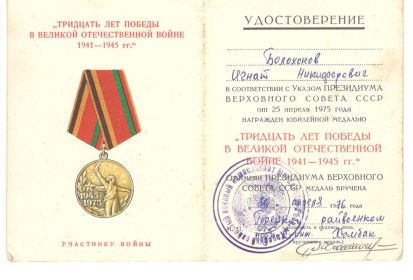 „ТРИДЦАТЬ ЛЕТ ПОБЕДЫ
В ВЕЛИКОЙ ОТЕЧЕСТВЕННОЙ ВОЙНЕ
1941—1945 гг.“
1945
1975
УЧАСТНИКУ ВОЙНЫ
УДОСТОВЕРЕНИЕ
Болохонов
Игнат Никифорович
В СООТВЕТСТВИИ С УКАЗОМ ПРЕЗИДИУМА
ВЕРХОВНОГО СОВЕТА СССР
от 25 апреля 1975 года
НАГРАЖДЕН ЮБИЛЕЙНОЙ МЕДАЛЬЮ
„ТРИДЦАТЬ ЛЕТ ПОБЕДЫ
В ВЕЛИКОЙ ОТЕЧЕСТВЕННОЙ
ВОЙНЕ 1941—1945 гг.“
ОТ ИМЕНИ ПРЕЗИДИУМА ВЕРХОВНОГО
СОВЕТА СССР МЕДАЛЬ ВРУЧЕНА
апреля 1976
райвоенком